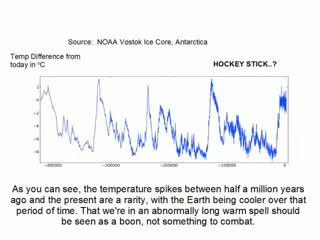 Source: NOAA Vostok Ice Core, Antarctica
Temp Difference from
today in °C
HOCKEY STICK..?
2
0
-2
-4
-6
-8
-400000
-300000
-200000
-100000
0
As you can see, the temperature spikes between half a million years
ago and the present are a rarity, with the Earth being cooler over that
period of time. That we're in an abnormally long warm spell should
be seen as a boon, not something to combat.